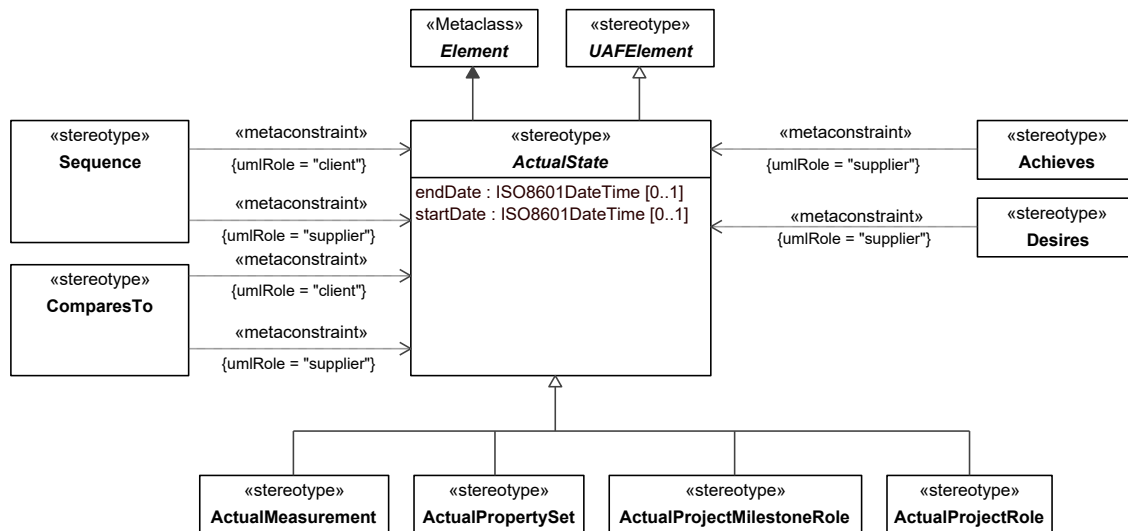 «Metaclass»
Element
«stereotype»
UAFElement
«stereotype»
Sequence
«metaconstraint»
{umlRole = "client"}
«metaconstraint»
{umlRole = "supplier"}
«stereotype»
ComparesTo
«metaconstraint»
{umlRole = "client"}
«metaconstraint»
{umlRole = "supplier"}
«stereotype»
ActualState
endDate : ISO8601DateTime [0..1]
startDate : ISO8601DateTime [0..1]
«metaconstraint»
{umlRole = "supplier"}
«stereotype»
Achieves
«metaconstraint»
{umlRole = "supplier"}
«stereotype»
Desires
«stereotype»
ActualMeasurement
«stereotype»
ActualPropertySet
«stereotype»
ActualProjectMilestoneRole
«stereotype»
ActualProjectRole